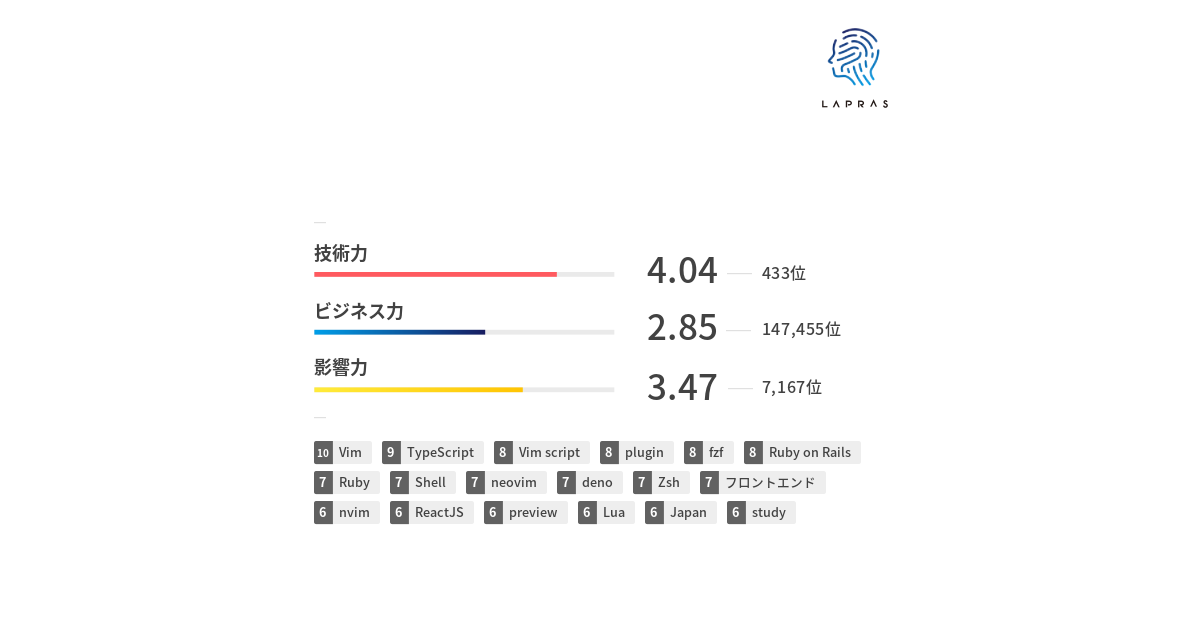 LAPRAS
技術力
4.04 433位
ビジネス力
2.85 147,455位
影響力
3.47 7,167位
10 Vim 9 TypeScript 8 Vim script 8 plugin 8 fzf 8 Ruby on Rails
7 Ruby 7 Shell 7 neovim 7 deno 7 Zsh 7 フロントエンド
6 nvim 6 ReactJS 6 preview 6 Lua 6 Japan 6 study